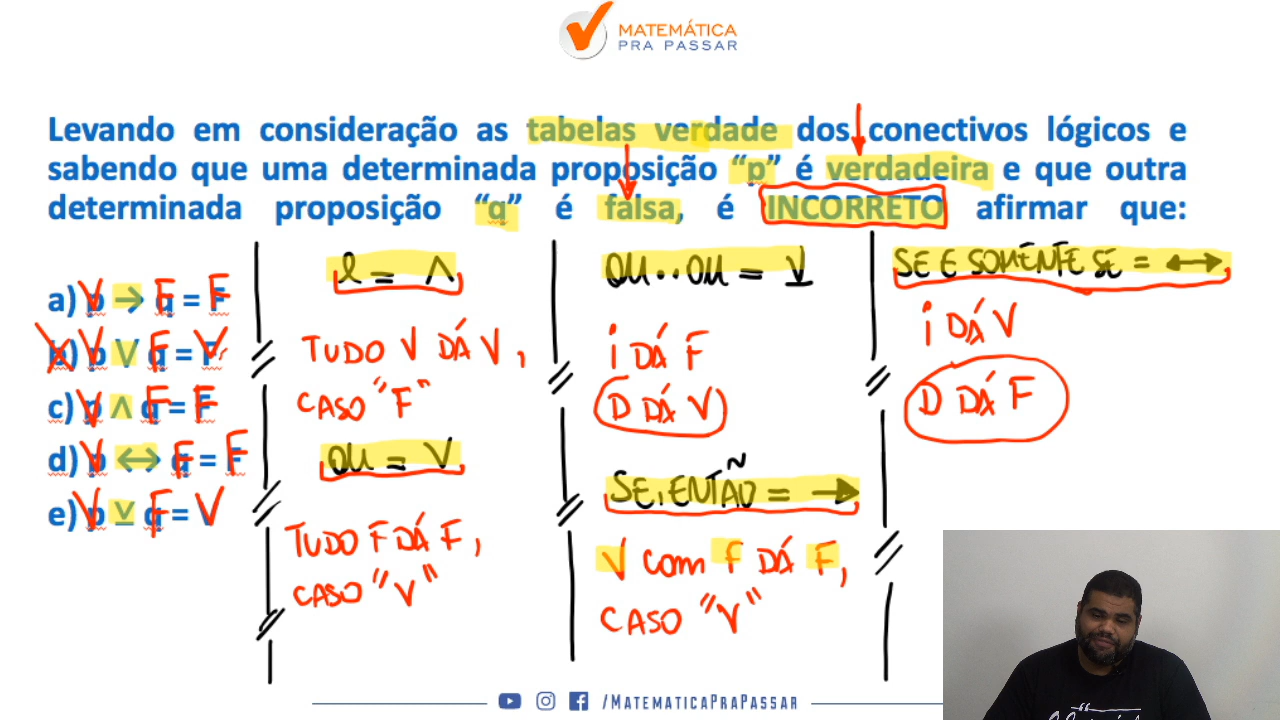 MATEMÁTICA
PRA PASSAR
Levando em consideração as tabelas verdade dos conectivos lógicos e
sabendo que uma determinada proposição “p” é verdadeira e que outra
determinada proposição “q” é falsa, é INCORRETO afirmar que:
a) p → q = F
V F F
b) p V q = F
V F V
c) p ∧ q = F
V F F
d) p ↔ q = F
V F F
e) p ⊻ q = V
V F V
e = ∧
TUDO V DÁ V,
CASO "F"
OU = V
TUDO F DÁ F,
CASO "V"
OU..OU = ⊻
i DÁ F
D DÁ V
SE, ENTÃO = →
V com F DÁ F,
CASO "V"
SE E SOMENTE SE = ↔
i DÁ V
D DÁ F
/MATEMATICAPRAPASSAR